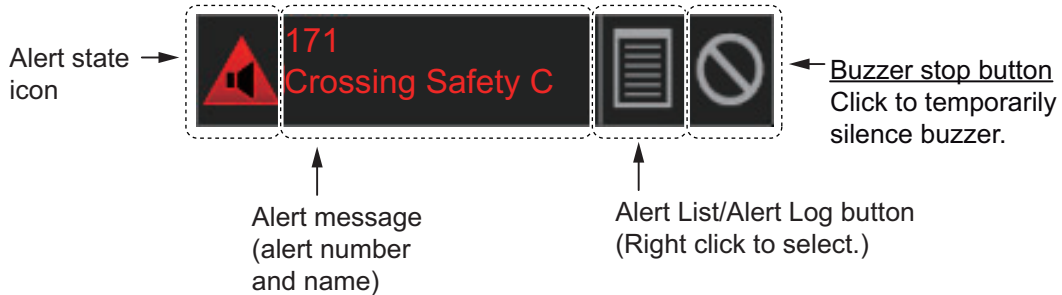 171
Crossing Safety C
Alert state
icon
Buzzer stop button
Click to temporarily
silence buzzer.
Alert message
(alert number
and name)
Alert List/Alert Log button
(Right click to select.)